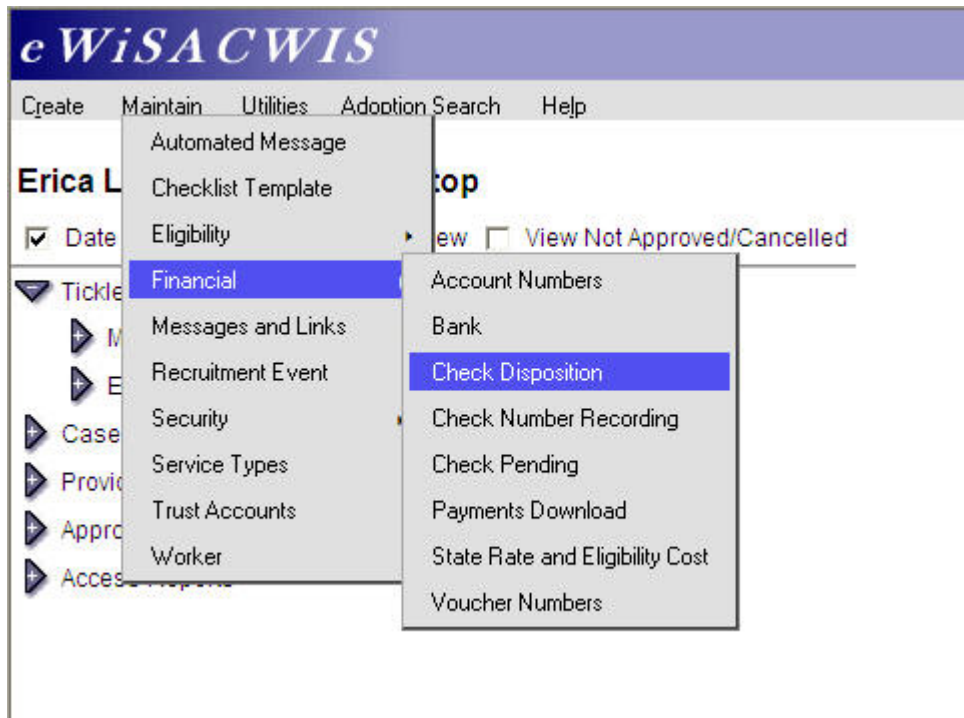 eWiSACWIS
Create Maintain Utilities Adoption Search Help
Automated Message
Erica L top
Checklist Template
Date Eligibility ew View Not Approved/Cancelled
Tickle Financial Account Numbers
M Messages and Links Bank
E Recruitment Event Check Disposition
Case Security Check Number Recording
Provid Service Types Check Pending
Appro Trust Accounts Payments Download
Worker State Rate and Eligibility Cost
Access Reports
Voucher Numbers